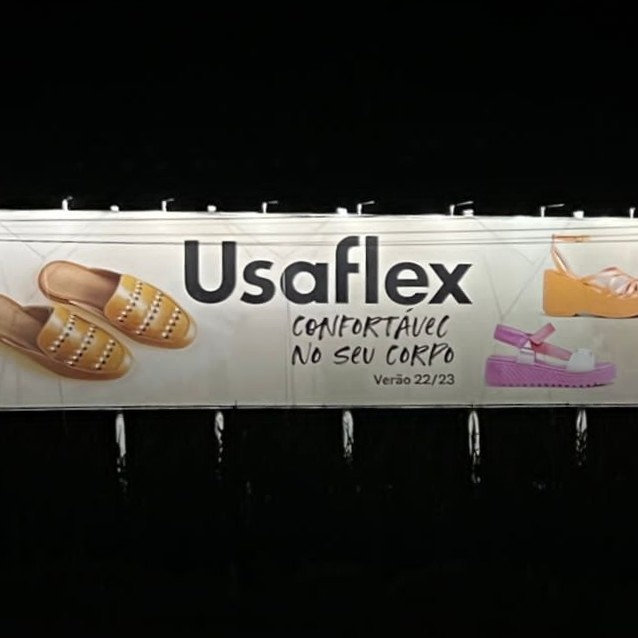 Usaflex
CONFORTÁVEL
NO SEU CORPO
Verão 22/23